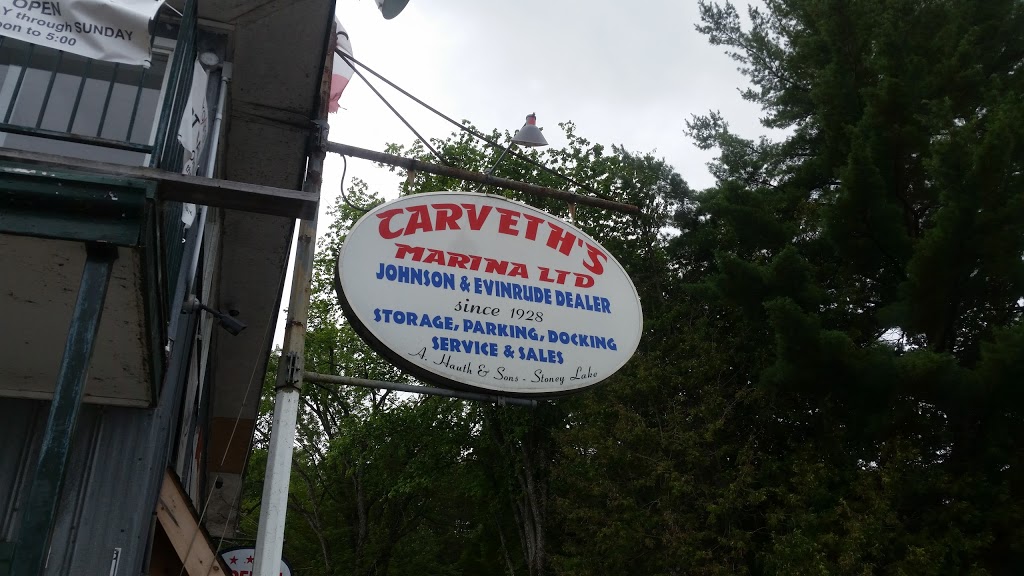 OPEN
Y through SUNDAY
oon to 5:00
CARVETH'S
MARINA LTD
JOHNSON & EVINRUDE DEALER
since 1928
STORAGE, PARKING, DOCKING
SERVICE & SALES
A. Hauth & Sons - Stoney Lake